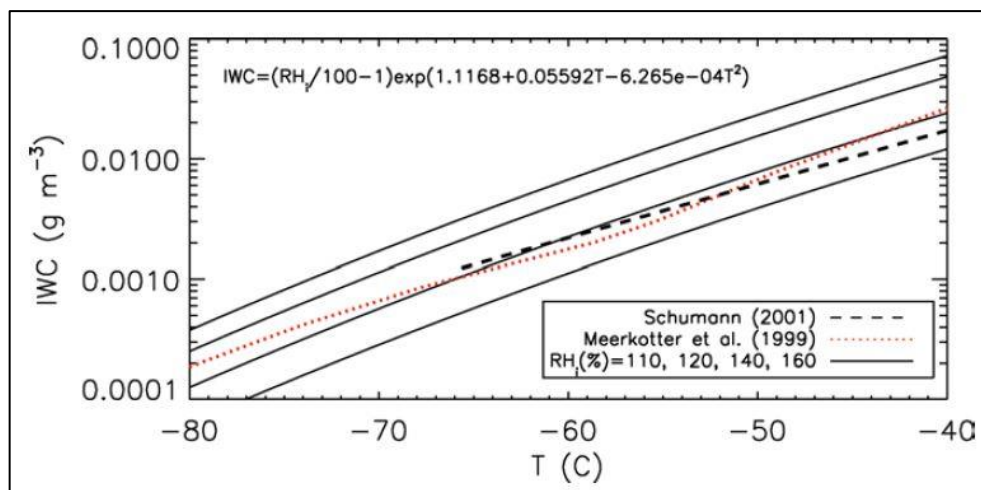 IWC=(RHᵢ/100-1)exp(1.1168+0.05592T-6.265e-04T²)
0.1000
0.0100
0.0010
0.0001
IWC (g m⁻³)
Schumann (2001)
Meerkotter et al. (1999)
RHᵢ(%)=110, 120, 140, 160
-80
-70
-60
-50
-40
T (C)